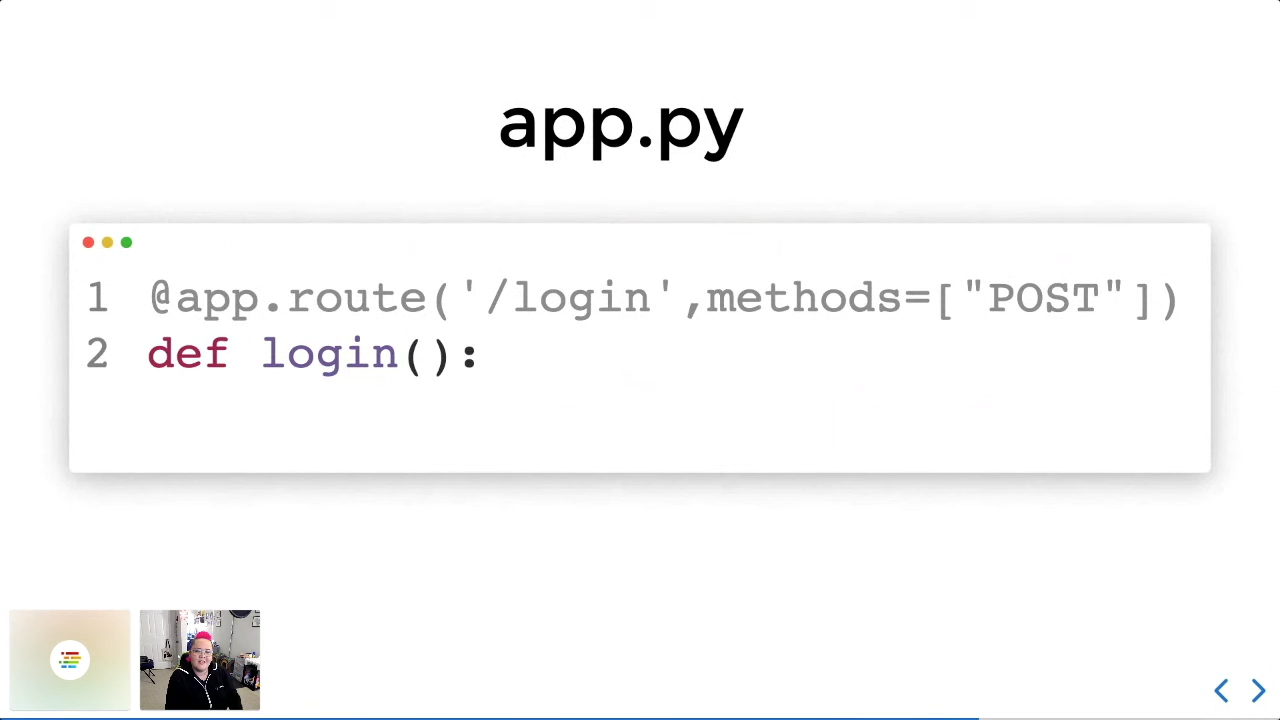 app.py
1 @app.route('/login',methods=["POST"])
2 def login():